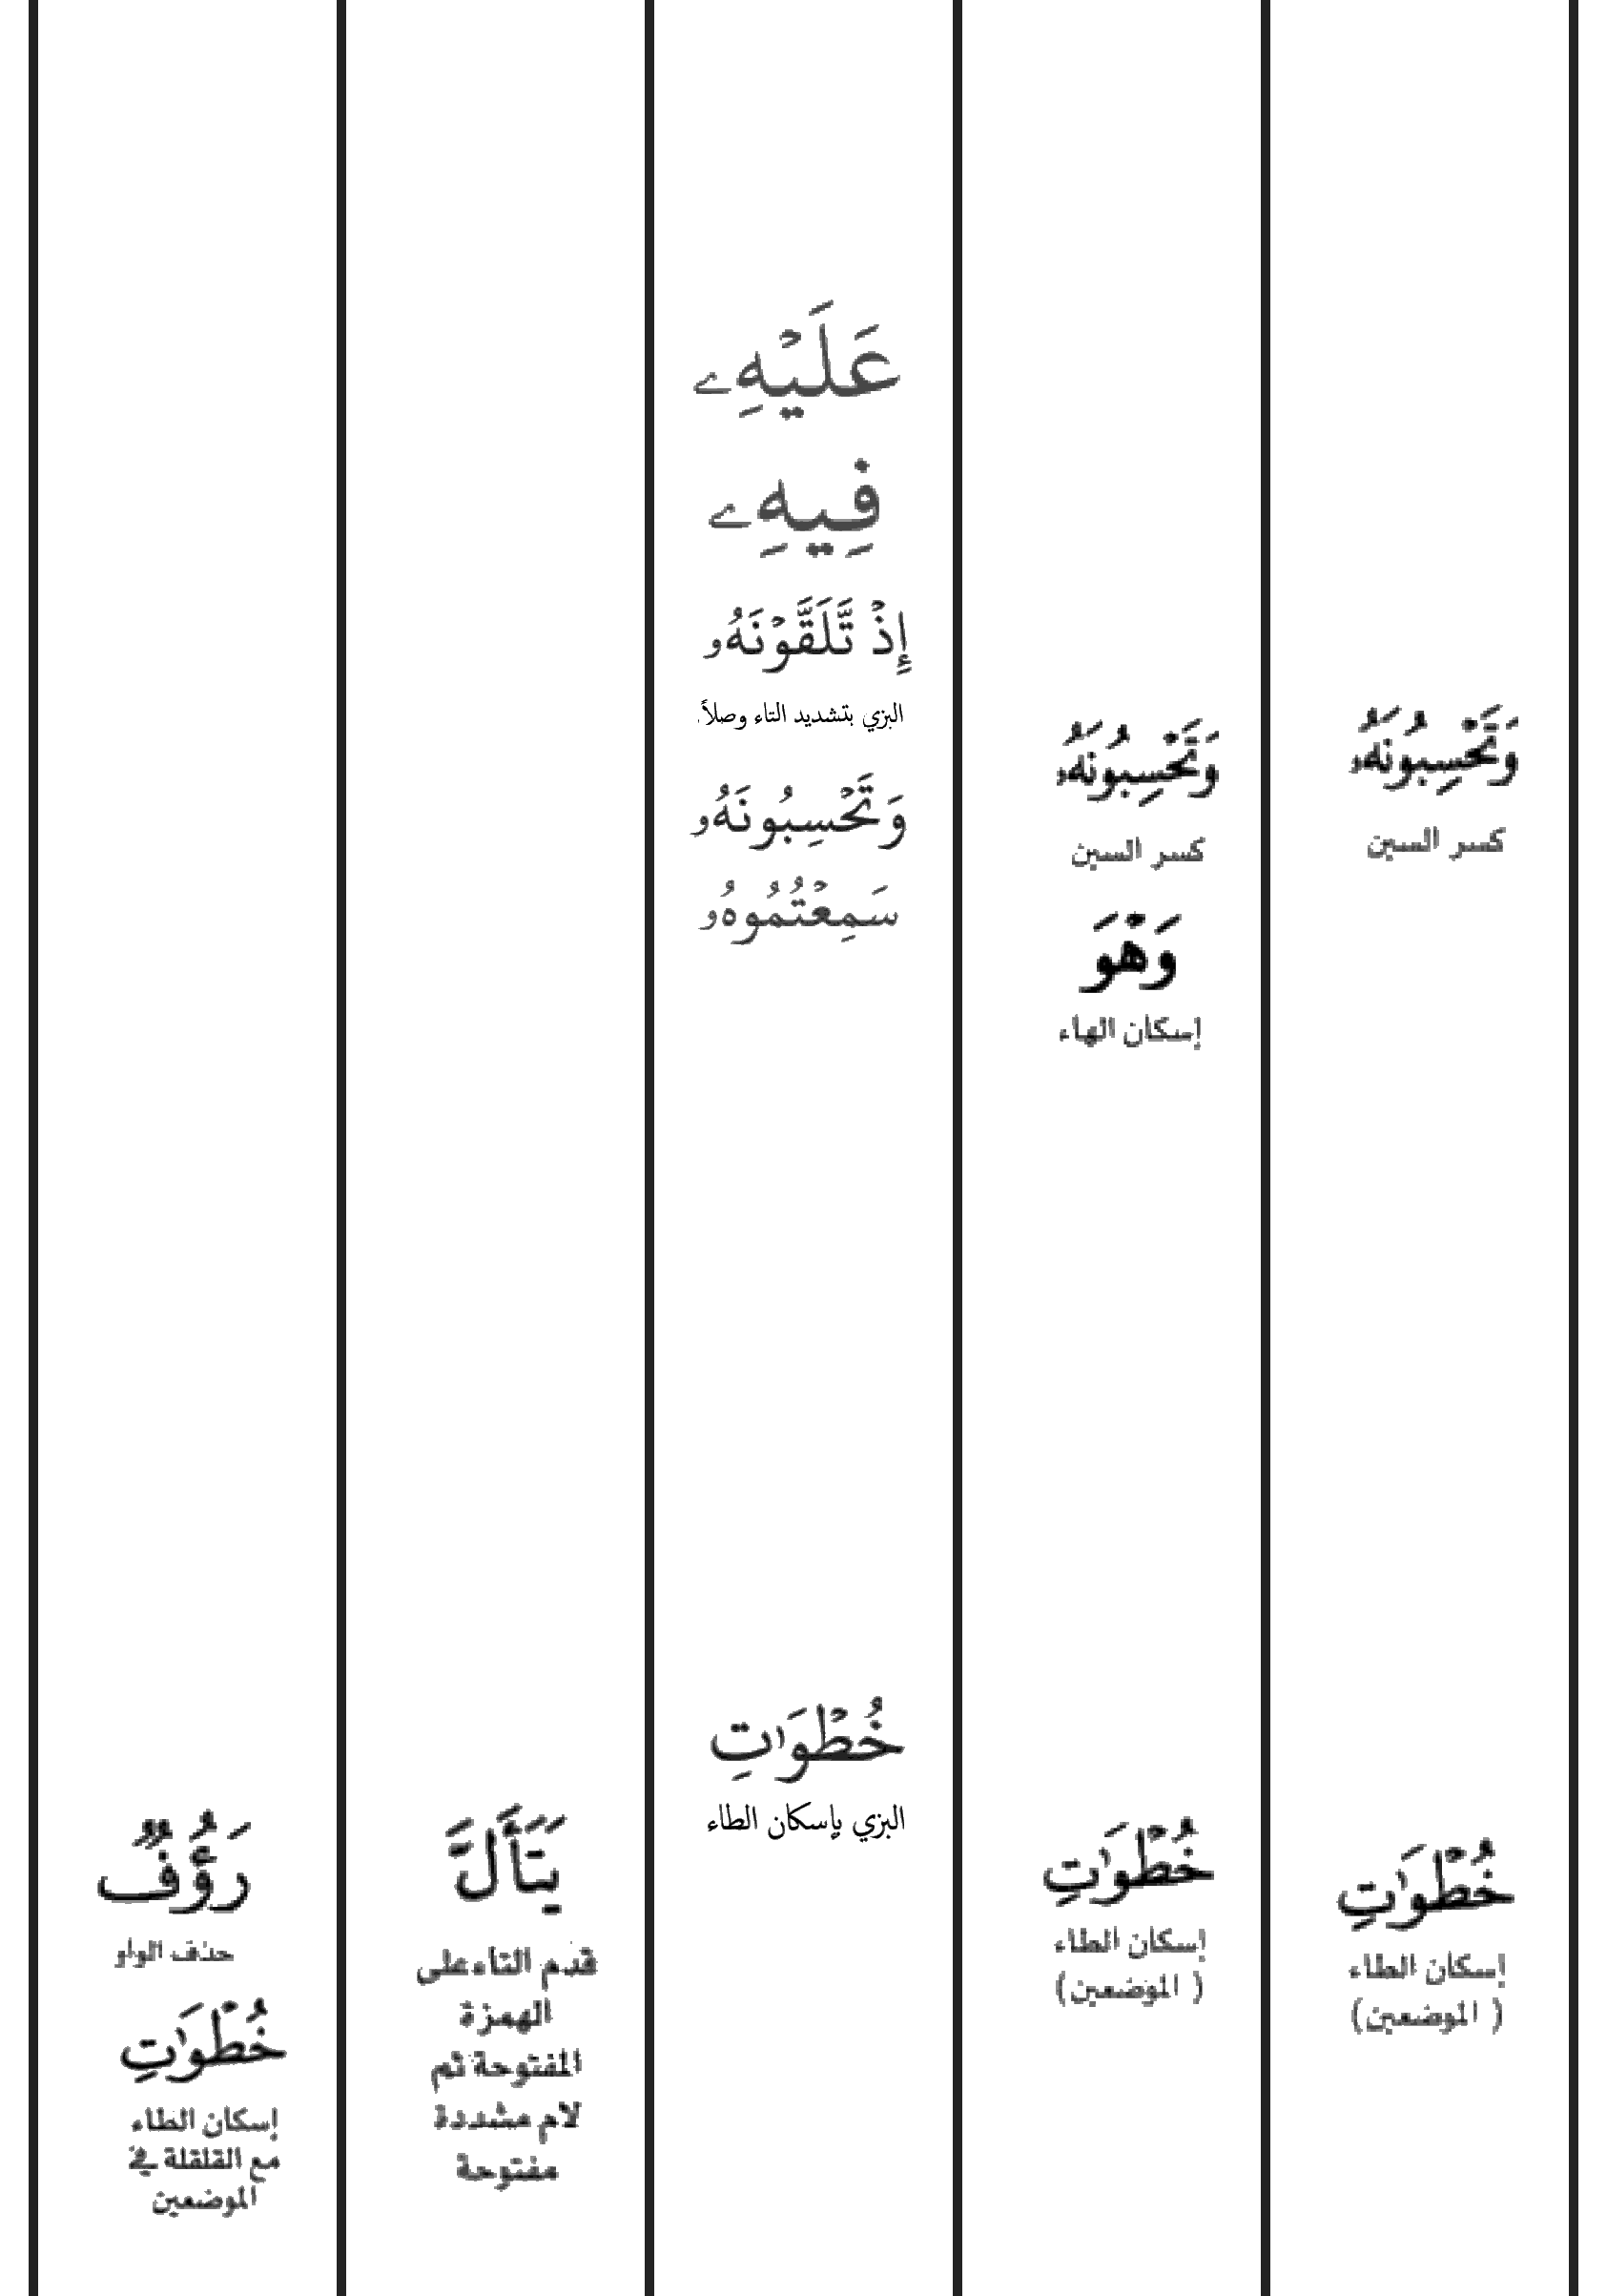 وَتَحْسِبُونَهُۥ
كسر السين
خُطْوَٰتِ
إسكان الطاء
( الموضعين)
وَتَحْسِبُونَهُۥ
كسر السين
وَهْوَ
إسكان الهاء
خُطْوَٰتِ
إسكان الطاء
( الموضعين)
عَلَيْهِۦ
فِيهِۦ
إِذْ تَّلَقَّوْنَهُۥ
البزي بتشديد التاء وصلاً.
وَتَحْسِبُونَهُۥ
سَمِعْتُمُوهُۥ
خُطْوَٰتِ
البزي بإسكان الطاء
يَتَأَلَّ
قدم التاء على
الهمزة
المفتوحة ثم
لام مشددة
مفتوحة
رَؤُفٌ
حذف الواو
خُطْوَٰتِ
إسكان الطاء
مع القلقلة في
الموضعين